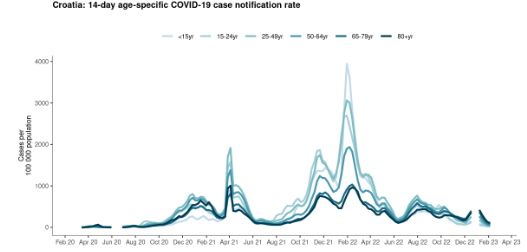 Croatia: 14-day age-specific COVID-19 case notification rate
<15yr 15-24yr 25-49yr 50-64yr 65-79yr 80+yr
Cases per
100 000 population
4000
3000
2000
1000
0
Feb 20 Apr 20 Jun 20 Aug 20 Oct 20 Dec 20 Feb 21 Apr 21 Jun 21 Aug 21 Oct 21 Dec 21 Feb 22 Apr 22 Jun 22 Aug 22 Oct 22 Dec 22 Feb 23 Apr 23